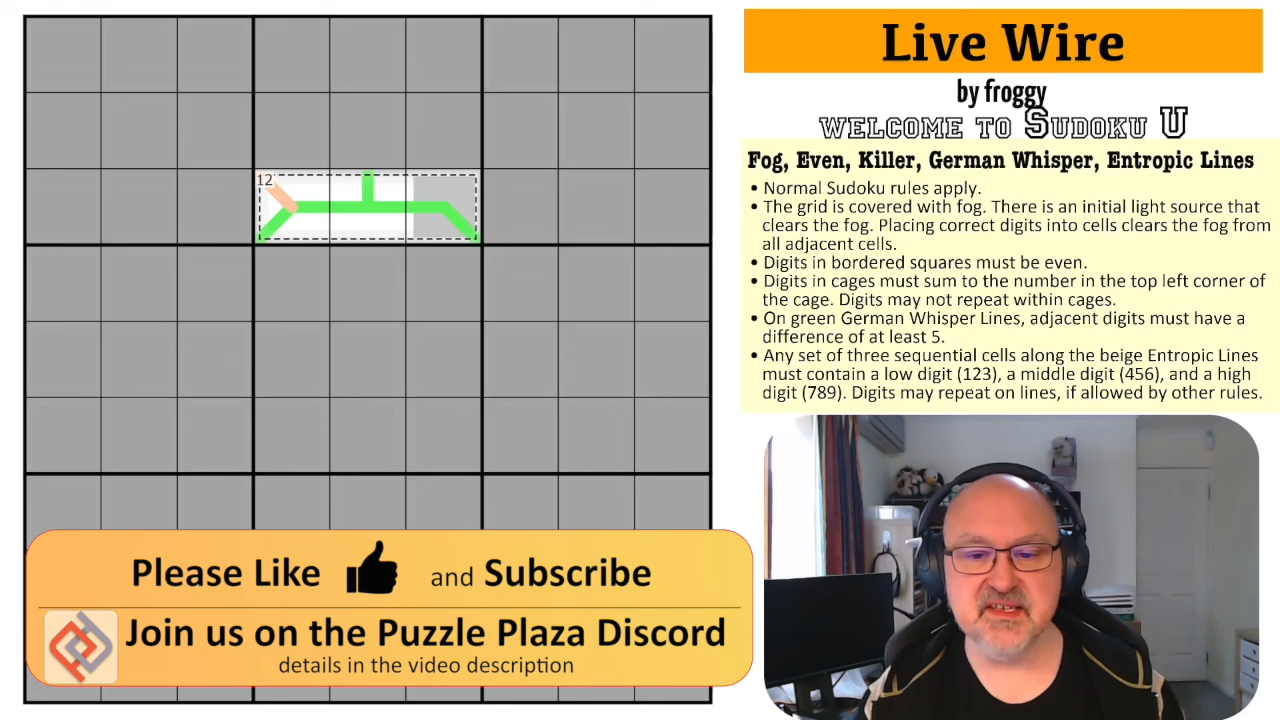 Live Wire
by froggy
WELCOME TO SUDOKU U
Fog, Even, Killer, German Whisper, Entropic Lines
• Normal Sudoku rules apply.
• The grid is covered with fog. There is an initial light source that
clears the fog. Placing correct digits into cells clears the fog from
all adjacent cells.
• Digits in bordered squares must be even.
• Digits in cages must sum to the number in the top left corner of
the cage. Digits may not repeat within cages.
• On green German Whisper Lines, adjacent digits must have a
difference of at least 5.
• Any set of three sequential cells along the beige Entropic Lines
must contain a low digit (123), a middle digit (456), and a high
digit (789). Digits may repeat on lines, if allowed by other rules.
12
Please Like and Subscribe
Join us on the Puzzle Plaza Discord
details in the video description